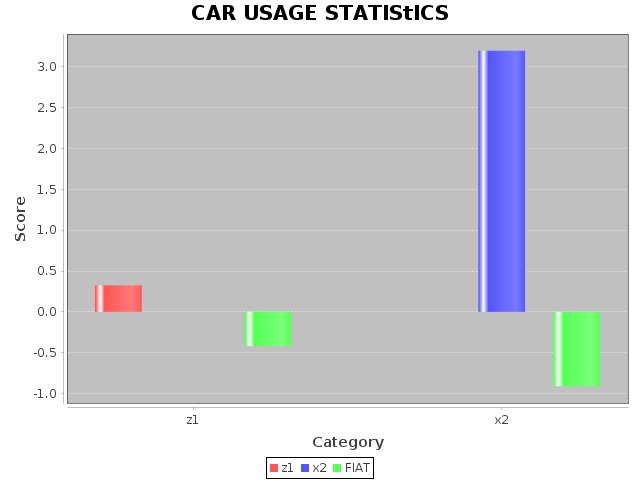 CAR USAGE STATIStICS
3.0
2.5
2.0
1.5
1.0
0.5
0.0
-0.5
-1.0
Score
z1 x2
Category
z1 x2 FIAT